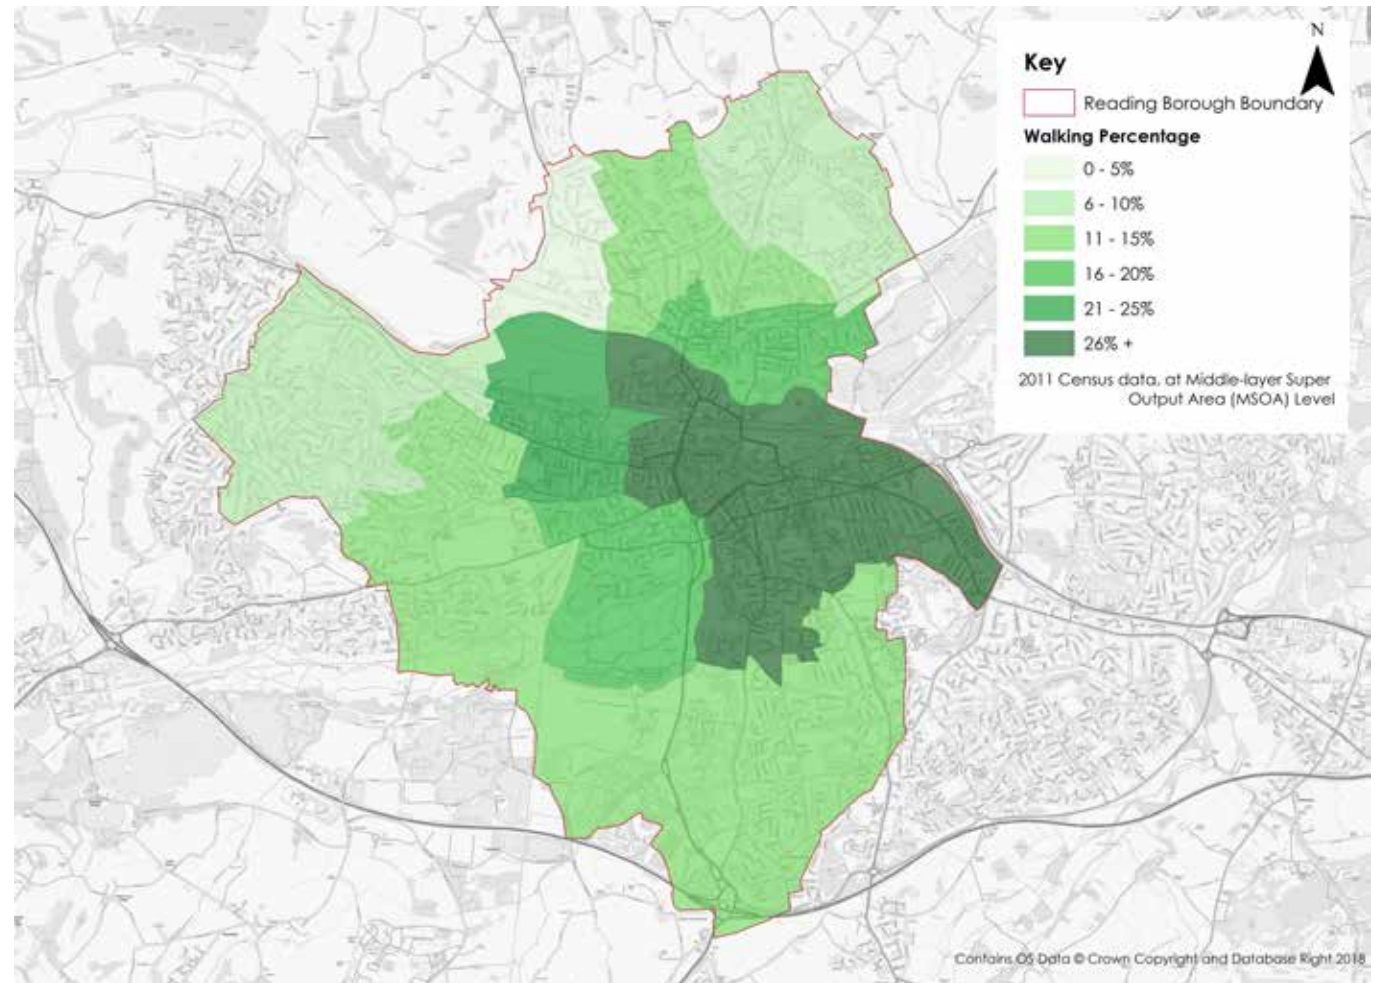 N
Key
Reading Borough Boundary
Walking Percentage
0 - 5%
6 - 10%
11 - 15%
16 - 20%
21 - 25%
26% +
2011 Census data, at Middle-layer Super
Output Area (MSOA) Level
Contains OS Data © Crown Copyright and Database Right 2018